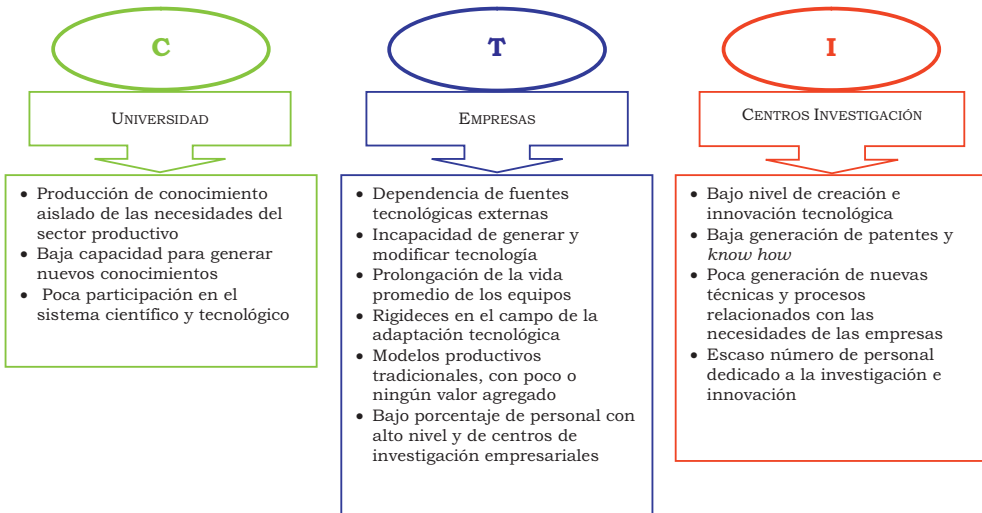 C
UNIVERSIDAD
• Producción de conocimiento
aislado de las necesidades del
sector productivo
• Baja capacidad para generar
nuevos conocimientos
• Poca participación en el
sistema científico y tecnológico
T
EMPRESAS
• Dependencia de fuentes
tecnológicas externas
• Incapacidad de generar y
modificar tecnología
• Prolongación de la vida
promedio de los equipos
• Rigideces en el campo de la
adaptación tecnológica
• Modelos productivos
tradicionales, con poco o
ningún valor agregado
• Bajo porcentaje de personal con
alto nivel y de centros de
investigación empresariales
I
CENTROS INVESTIGACIÓN
• Bajo nivel de creación e
innovación tecnológica
• Baja generación de patentes y
know how
• Poca generación de nuevas
técnicas y procesos
relacionados con las
necesidades de las empresas
• Escaso número de personal
dedicado a la investigación e
innovación